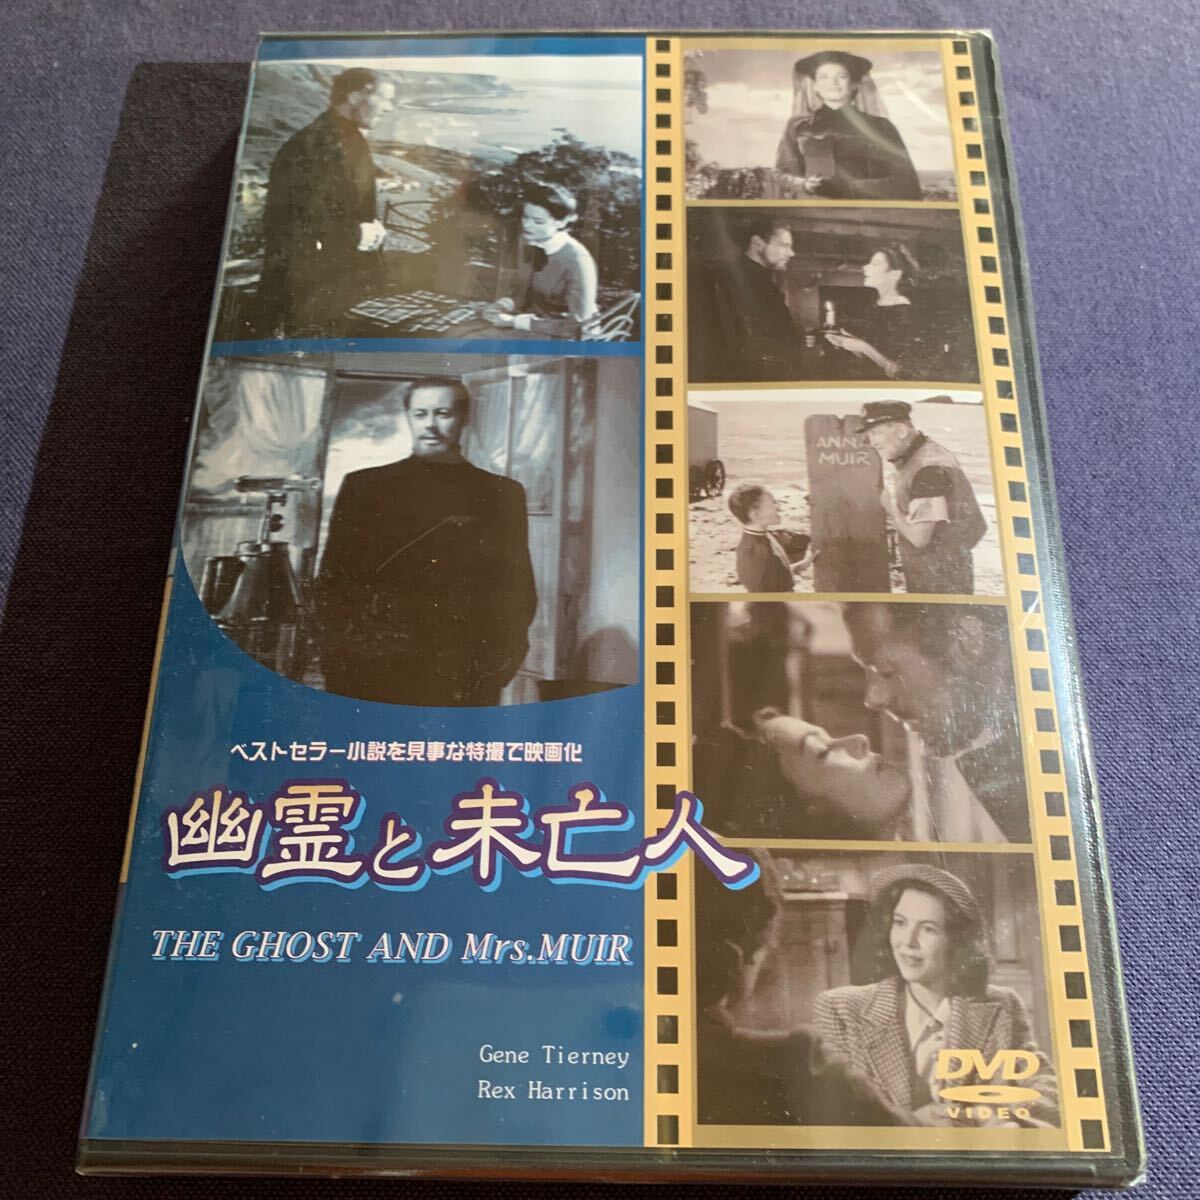 ANNA
MUIR
ベストセラー小説を見事な特撮で映画化
幽霊と未亡人
THE GHOST AND Mrs.MUIR
Gene Tierney
Rex Harrison
DVD
VIDEO